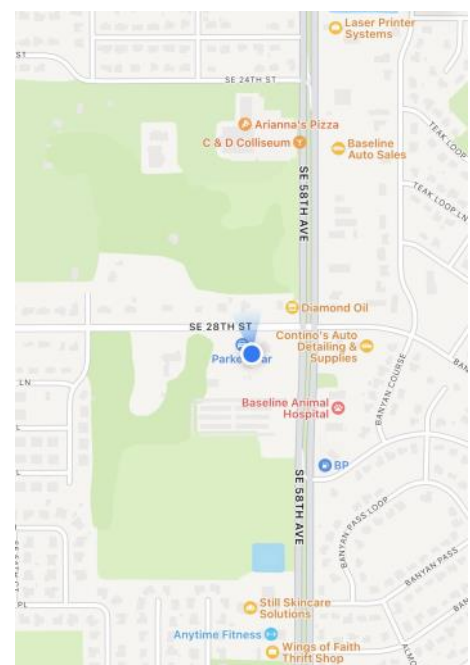 Laser Printer
Systems
ST
SE 24TH ST
Arianna's Pizza
C & D Colliseum
Baseline
Auto Sales
TEAK LOOP
TEAK LOOP LN
SE 58TH AVE
Diamond Oil
SE 28TH ST
Contino's Auto
Detailing &
Supplies
LN
BANYAN COURSE
Baseline Animal
Hospital
BP
SE 58TH AVE
BANYAN PASS LOOP
BANYAN PASS
BAN
PL
Still Skincare
Solutions
Anytime Fitness
Wings of Faith
Thrift Shop